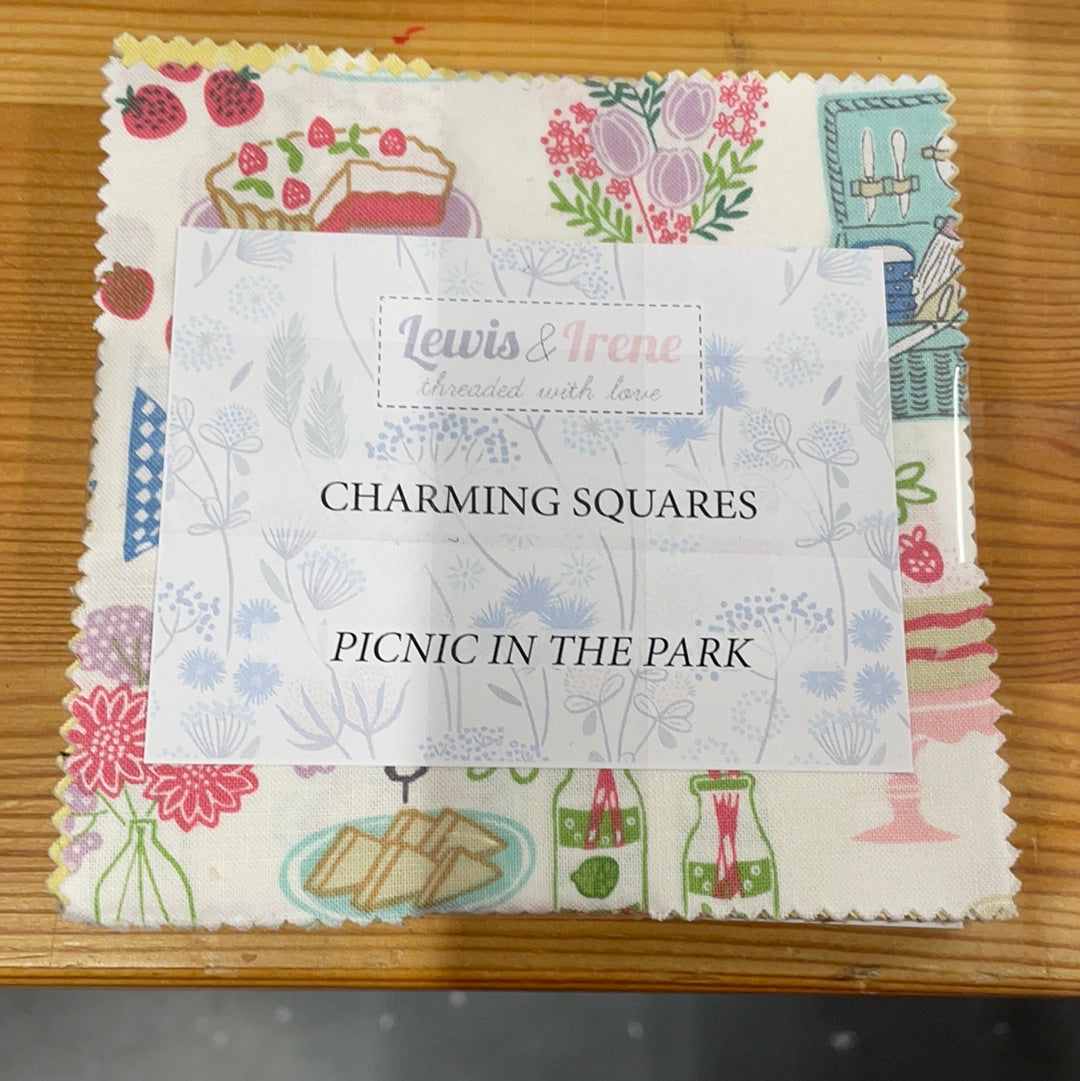 Lewis & Irene
threaded with love
CHARMING SQUARES
PICNIC IN THE PARK